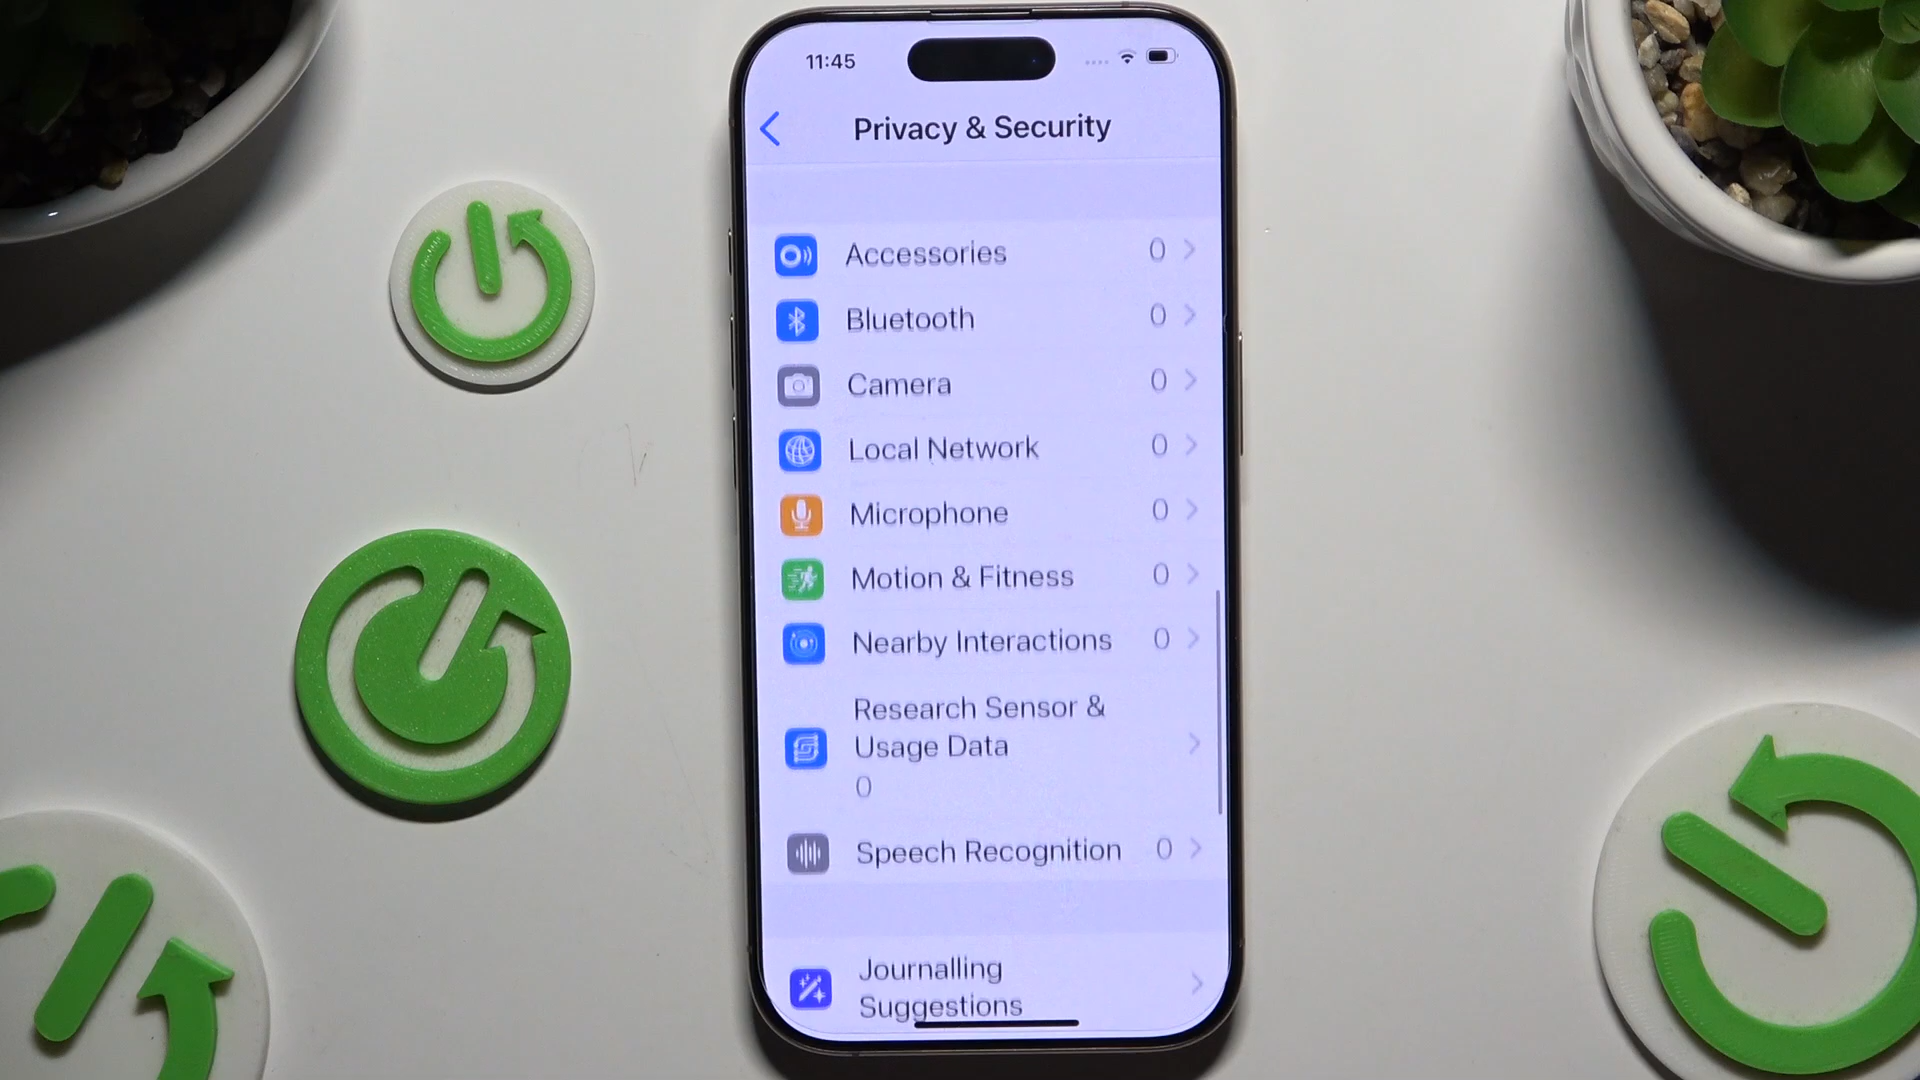 11:45
Privacy & Security
Accessories 0
Bluetooth 0
Camera 0
Local Network 0
Microphone 0
Motion & Fitness 0
Nearby Interactions 0
Research Sensor &
Usage Data
0
Speech Recognition 0
Journalling
Suggestions